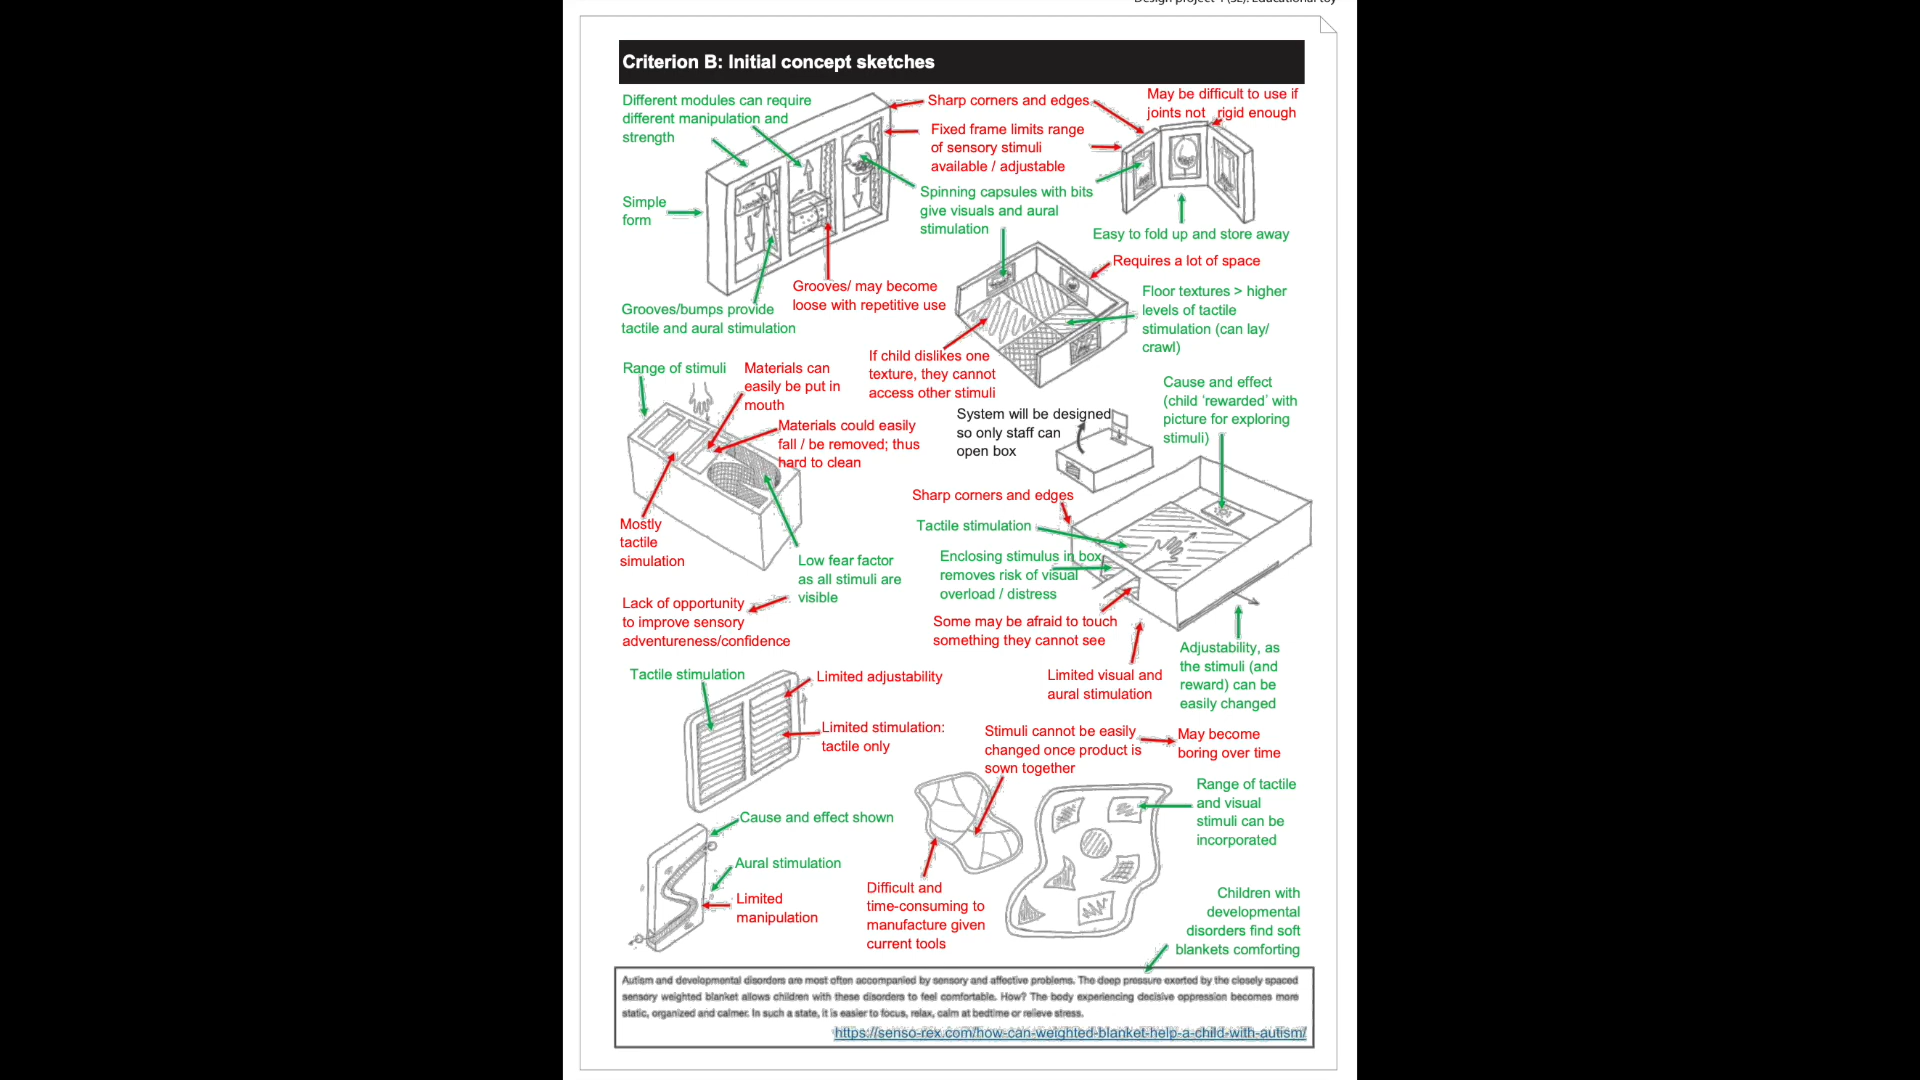 Design project 4 (SL): Educational toy
Criterion B: Initial concept sketches
Different modules can require
different manipulation and
strength
Sharp corners and edges
May be difficult to use if
joints not rigid enough
Fixed frame limits range
of sensory stimuli
available / adjustable
Spinning capsules with bits
give visuals and aural
stimulation
Simple
form
Easy to fold up and store away
Requires a lot of space
Grooves/ may become
loose with repetitive use
Grooves/bumps provide
tactile and aural stimulation
Floor textures > higher
levels of tactile
stimulation (can lay/
crawl)
If child dislikes one
texture, they cannot
access other stimuli
Range of stimuli
Materials can
easily be put in
mouth
Materials could easily
fall / be removed; thus
hard to clean
System will be designed
so only staff can
open box
Cause and effect
(child ‘rewarded’ with
picture for exploring
stimuli)
Sharp corners and edges
Tactile stimulation
Enclosing stimulus in box
removes risk of visual
overload / distress
Some may be afraid to touch
something they cannot see
Mostly
tactile
simulation
Low fear factor
as all stimuli are
visible
Lack of opportunity
to improve sensory
adventureness/confidence
Limited visual and
aural stimulation
Adjustability, as
the stimuli (and
reward) can be
easily changed
Tactile stimulation
Limited adjustability
Limited stimulation:
tactile only
Stimuli cannot be easily
changed once product is
sown together
May become
boring over time
Range of tactile
and visual
stimuli can be
incorporated
Cause and effect shown
Aural stimulation
Limited
manipulation
Difficult and
time-consuming to
manufacture given
current tools
Children with
developmental
disorders find soft
blankets comforting
Autism and developmental disorders are most often accompanied by sensory and affective problems. The deep pressure exerted by the closely spaced
sensory weighted blanket allows children with these disorders to feel comfortable. How? The body experiencing decisive oppression becomes more
static, organized and calmer. In such a state, it is easier to focus, relax, calm at bedtime or relieve stress.
https://senso-rex.com/how-can-weighted-blanket-help-a-child-with-autism/